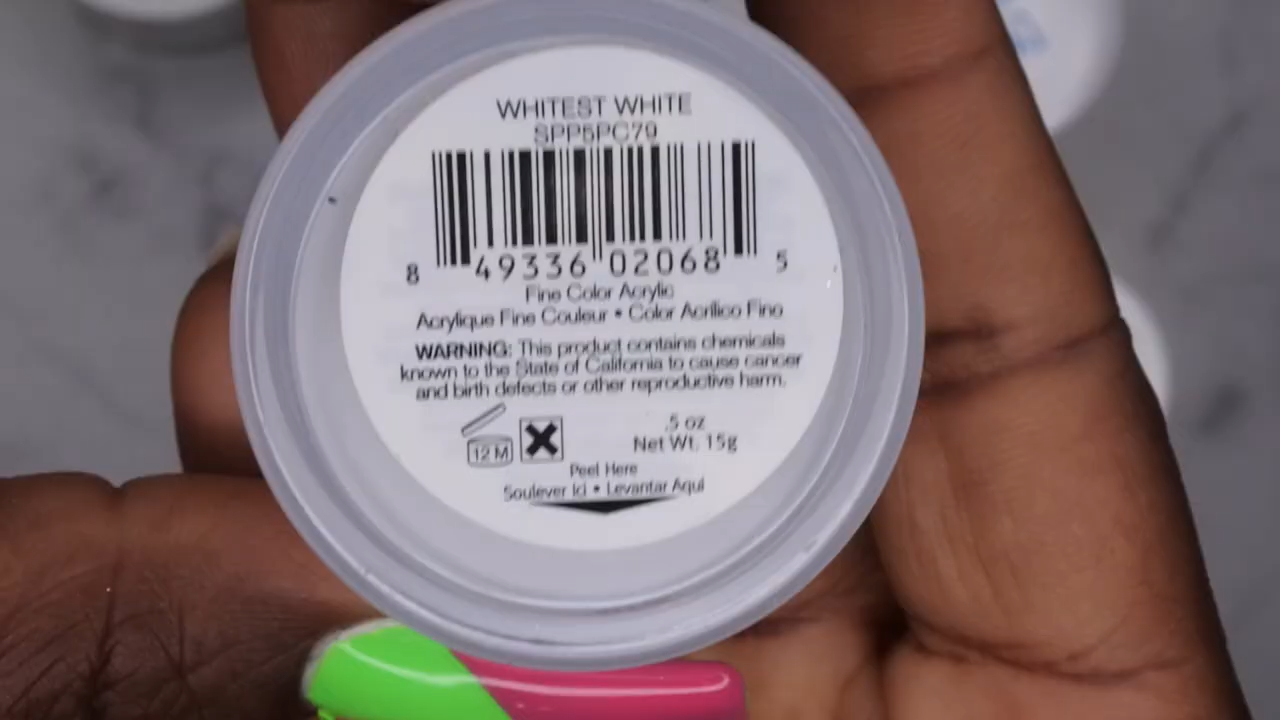 WHITEST WHITE
SPP5PC79
8 49336 02068 5
Fine Color Acrylic
Acrylique Fine Couleur • Color Acrílico Fino
WARNING: This product contains chemicals
known to the State of California to cause cancer
and birth defects or other reproductive harm.
12 M
.5 oz
Net Wt. 15g
Peel Here
Soulever Ici • Levantar Aquí